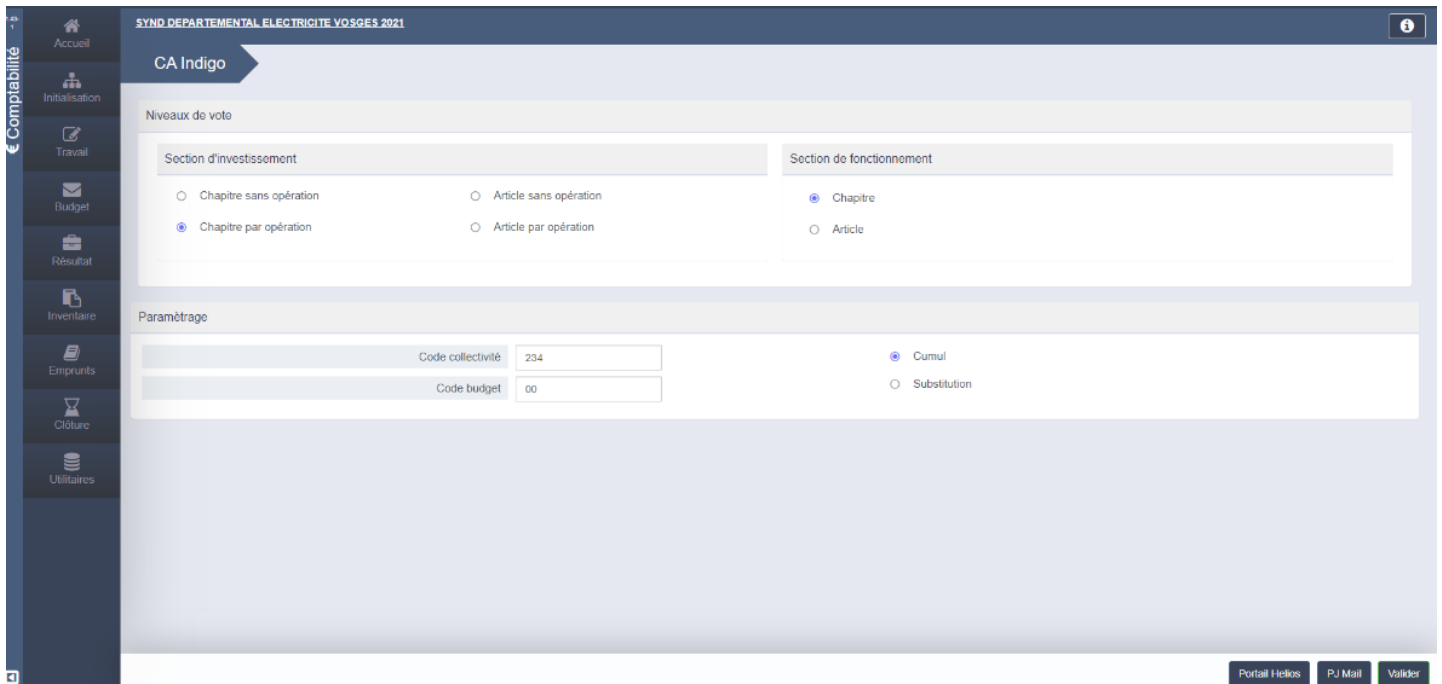 SYND DEPARTEMENTAL ELECTRICITE VOSGES 2021
€ Comptabilité
Accueil
Initialisation
Travail
Budget
Résultat
Inventaire
Emprunts
Clôture
Utilitaires
CA Indigo
Niveaux de vote
Section d'investissement
Chapitre sans opération
Article sans opération
Chapitre par opération
Article par opération
Section de fonctionnement
Chapitre
Article
Paramètrage
Code collectivité 234
Code budget 00
Cumul
Substitution
Portail Helios
PJ Mail
Valider